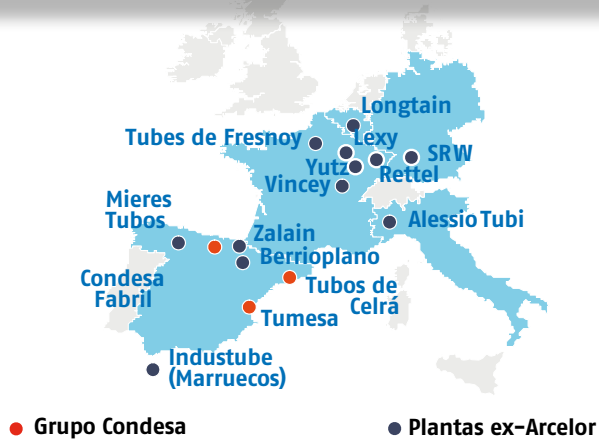 Longtain
Tubes de Fresnoy
Lexy
Yutz
SRW
Rettel
Vincey
Mieres
Tubos
Alessio Tubi
Zalain
Berrioplano
Condesa
Fabril
Tubos de
Celrá
Tumesa
Industube
(Marruecos)
Grupo Condesa
Plantas ex-Arcelor